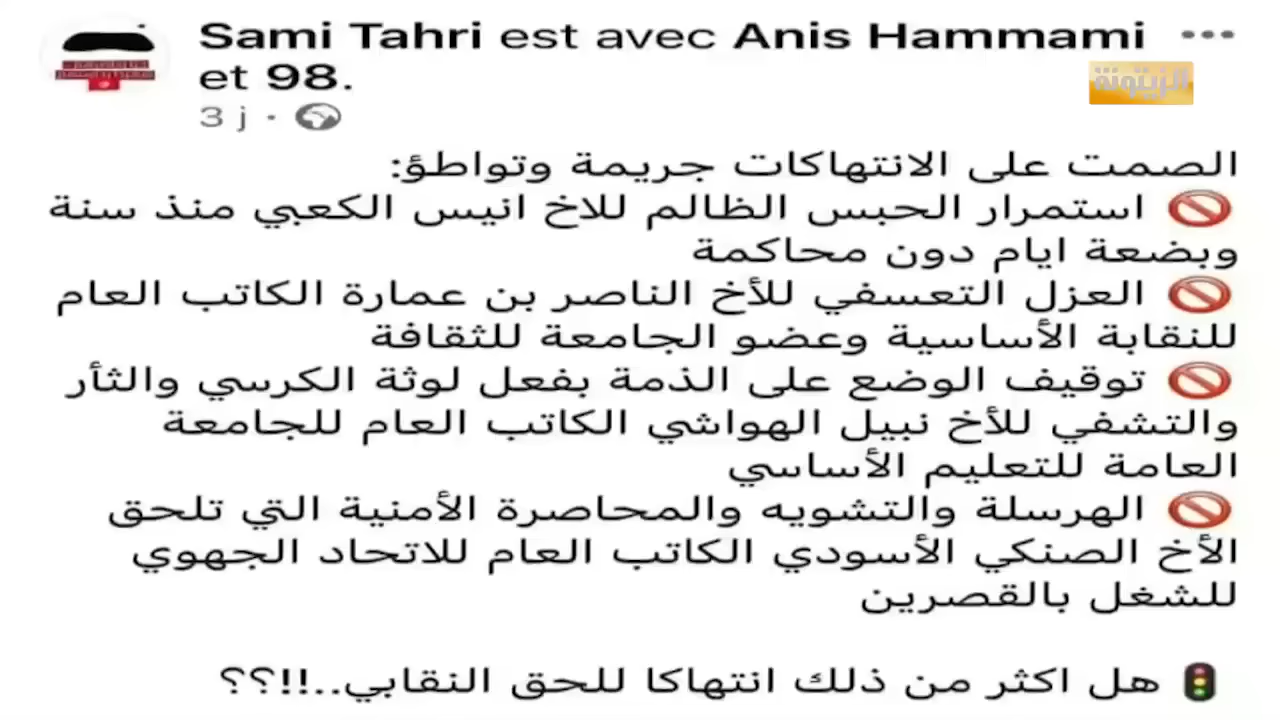 Sami Tahri est avec Anis Hammami
et 98.
3 j ·
الزيتونة
الصمت على الانتهاكات جريمة وتواطؤ:
🚫 استمرار الحبس الظالم للاخ انيس الكعبي منذ سنة
وبضعة ايام دون محاكمة
🚫 العزل التعسفي للأخ الناصر بن عمارة الكاتب العام
للنقابة الأساسية وعضو الجامعة للثقافة
🚫 توقيف الوضع على الذمة بفعل لوثة الكرسي والثأر
والتشفي للأخ نبيل الهواشي الكاتب العام للجامعة
العامة للتعليم الأساسي
🚫 الهرسلة والتشويه والمحاصرة الأمنية التي تلحق
الأخ الصنكي الأسودي الكاتب العام للاتحاد الجهوي
للشغل بالقصرين
🚦 هل اكثر من ذلك انتهاكا للحق النقابي..!!؟؟